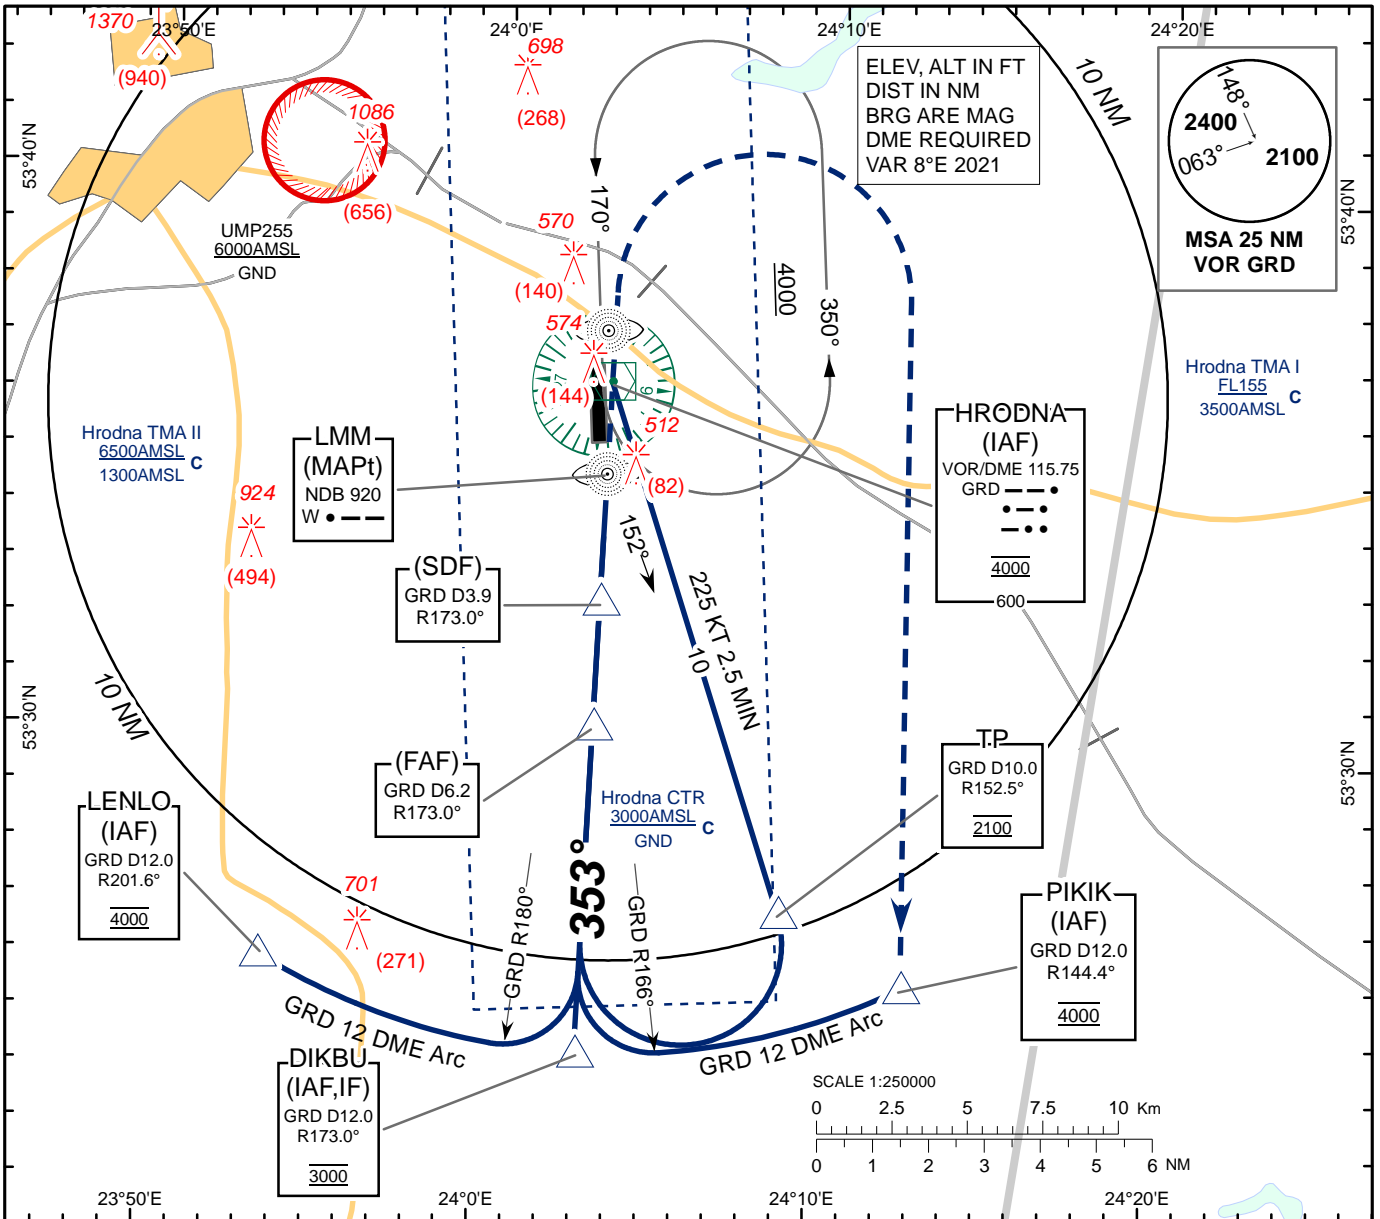 1370
23°50'E
24°0'E
24°10'E
24°20'E
(940)
698
(268)
1086
(656)
ELEV, ALT IN FT
DIST IN NM
BRG ARE MAG
DME REQUIRED
VAR 8°E 2021
10 NM
148°
2400
063°
2100
MSA 25 NM
VOR GRD
53°40'N
53°40'N
UMP255
6000AMSL
GND
170°
570
(140)
4000
350°
574
(144)
512
(82)
Hrodna TMA I
FL155
3500AMSL
C
Hrodna TMA II
6500AMSL
1300AMSL
C
LMM
(MAPt)
NDB 920
W
HRODNA
(IAF)
VOR/DME 115.75
GRD
4000
600
924
(494)
152°
(SDF)
GRD D3.9
R173.0°
225 KT 2.5 MIN
10
10 NM
53°30'N
53°30'N
(FAF)
GRD D6.2
R173.0°
TP
GRD D10.0
R152.5°
2100
Hrodna CTR
3000AMSL
GND
C
LENLO
(IAF)
GRD D12.0
R201.6°
4000
353°
GRD R180°
GRD R166°
701
(271)
PIKIK
(IAF)
GRD D12.0
R144.4°
4000
GRD 12 DME Arc
GRD 12 DME Arc
DIKBU
(IAF,IF)
GRD D12.0
R173.0°
3000
SCALE 1:250000
0 2.5 5 7.5 10 Km
0 1 2 3 4 5 6 NM
23°50'E
24°0'E
24°10'E
24°20'E